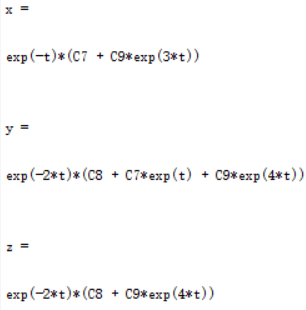 x =
exp(-t)*(C7 + C9*exp(3*t))
y =
exp(-2*t)*(C8 + C7*exp(t) + C9*exp(4*t))
z =
exp(-2*t)*(C8 + C9*exp(4*t))